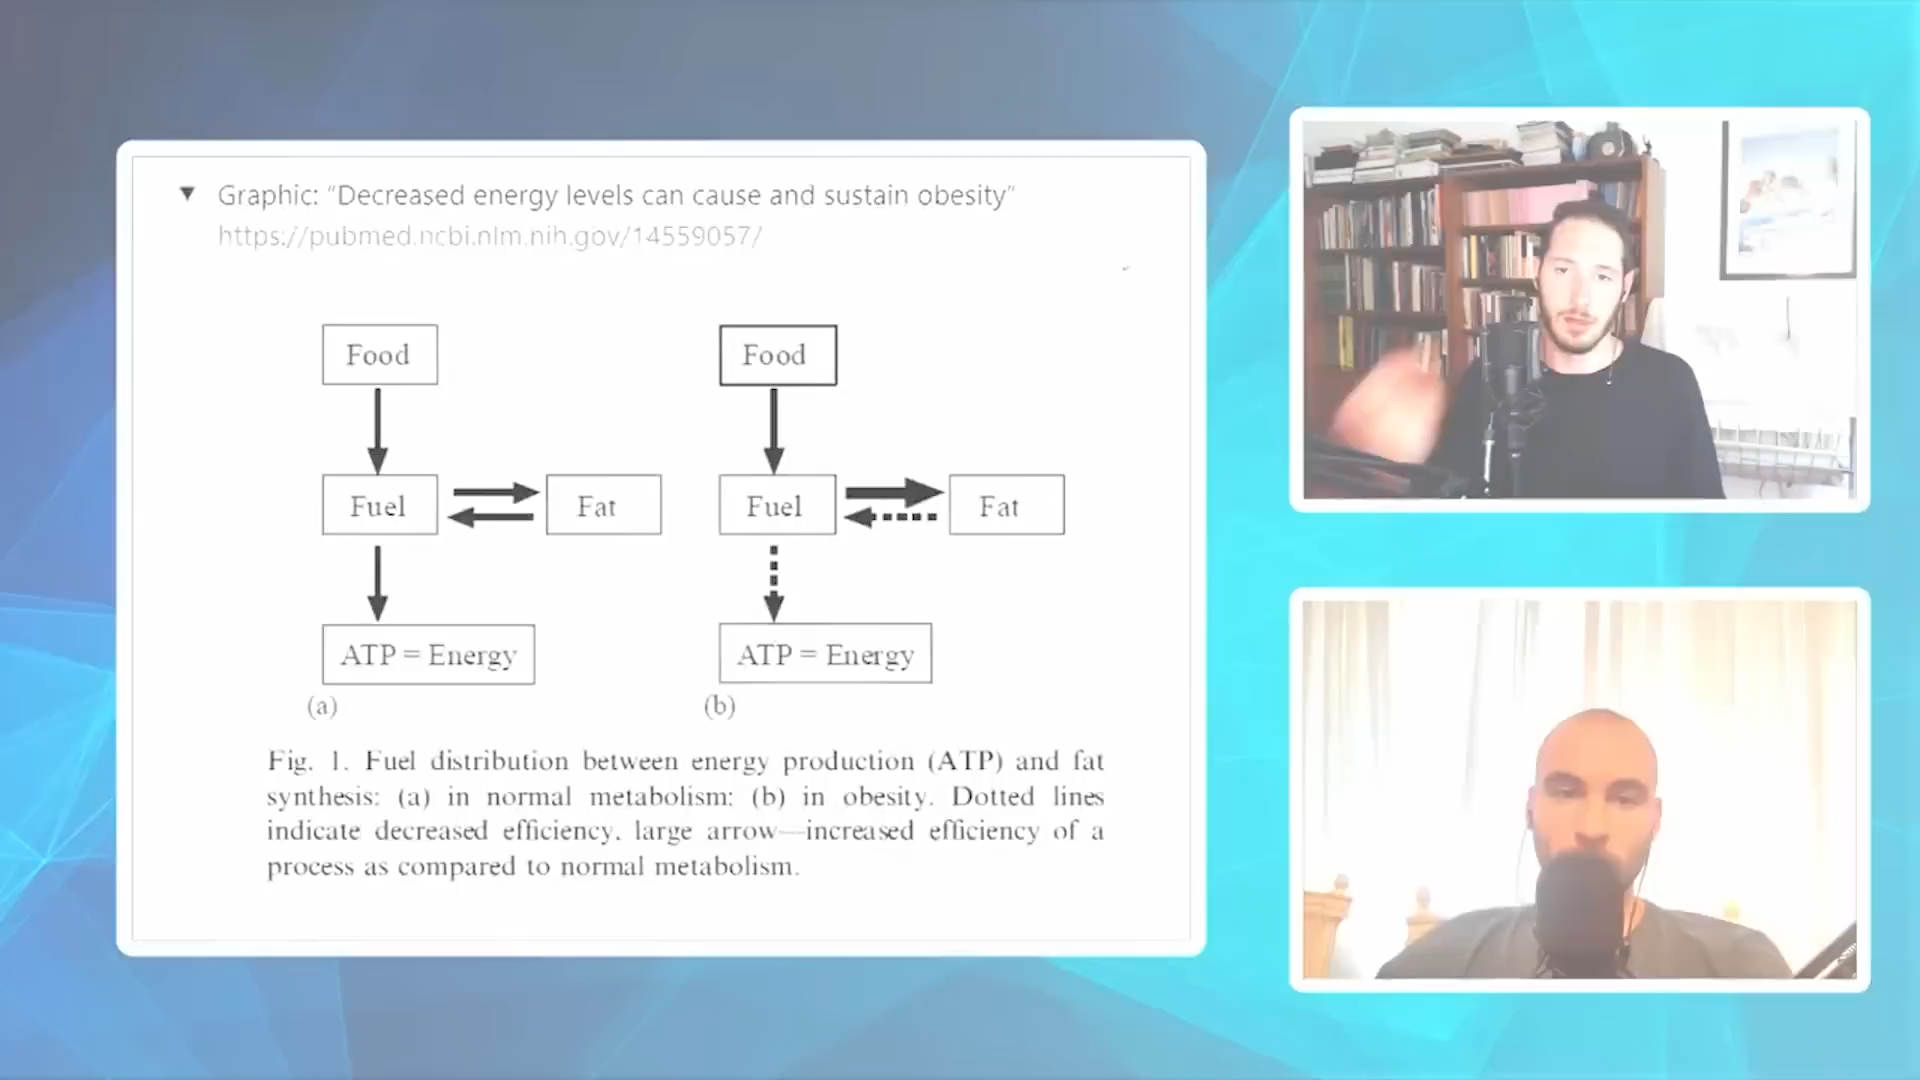 Graphic: "Decreased energy levels can cause and sustain obesity"
https://pubmed.ncbi.nlm.nih.gov/14559057/
Food
Fuel
Fat
ATP = Energy
(a)
Food
Fuel
Fat
ATP = Energy
(b)
Fig. 1. Fuel distribution between energy production (ATP) and fat
synthesis: (a) in normal metabolism; (b) in obesity. Dotted lines
indicate decreased efficiency, large arrow—increased efficiency of a
process as compared to normal metabolism.